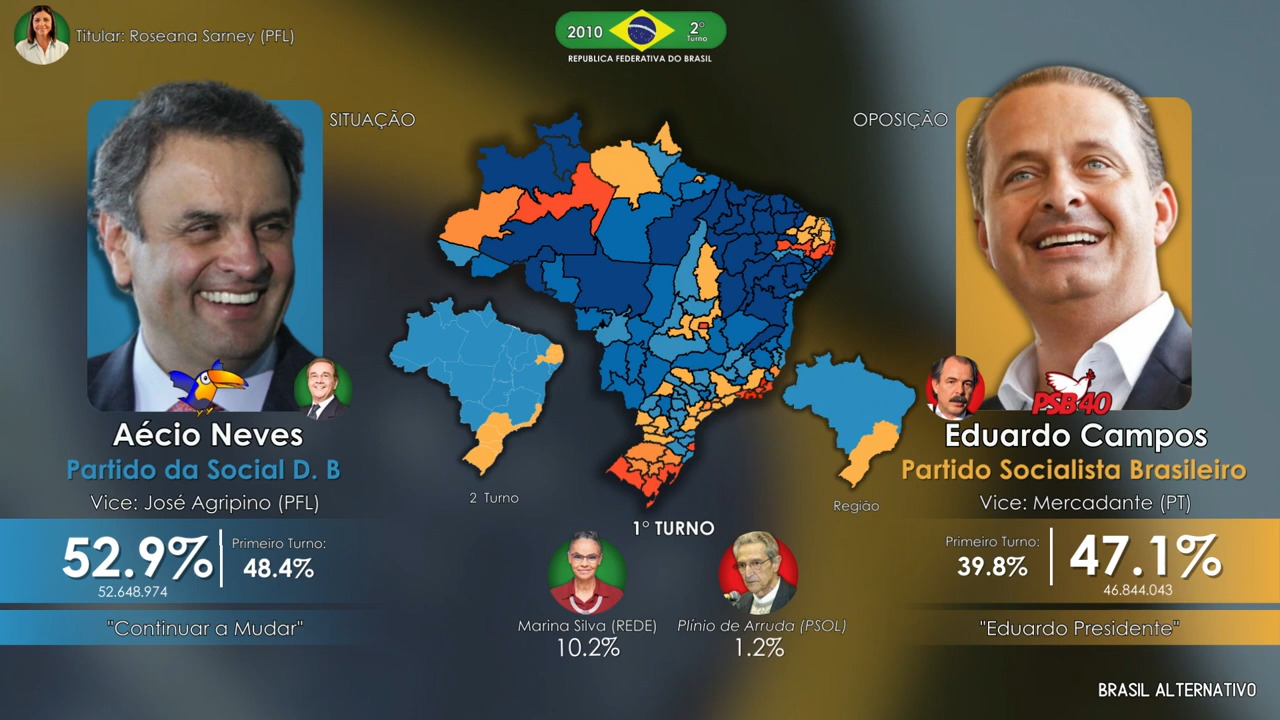 Titular: Roseana Sarney (PFL)
2010
2°
Turno
REPUBLICA FEDERATIVA DO BRASIL
SITUAÇÃO
OPOSIÇÃO
PSB 40
Aécio Neves
Partido da Social D. B
Vice: José Agripino (PFL)
52.9%
52.648.974
Primeiro Turno:
48.4%
"Continuar a Mudar"
2 Turno
Região
1° TURNO
Marina Silva (REDE)
10.2%
Plínio de Arruda (PSOL)
1.2%
Eduardo Campos
Partido Socialista Brasileiro
Vice: Mercadante (PT)
Primeiro Turno:
39.8%
47.1%
46.844.043
"Eduardo Presidente"
BRASIL ALTERNATIVO